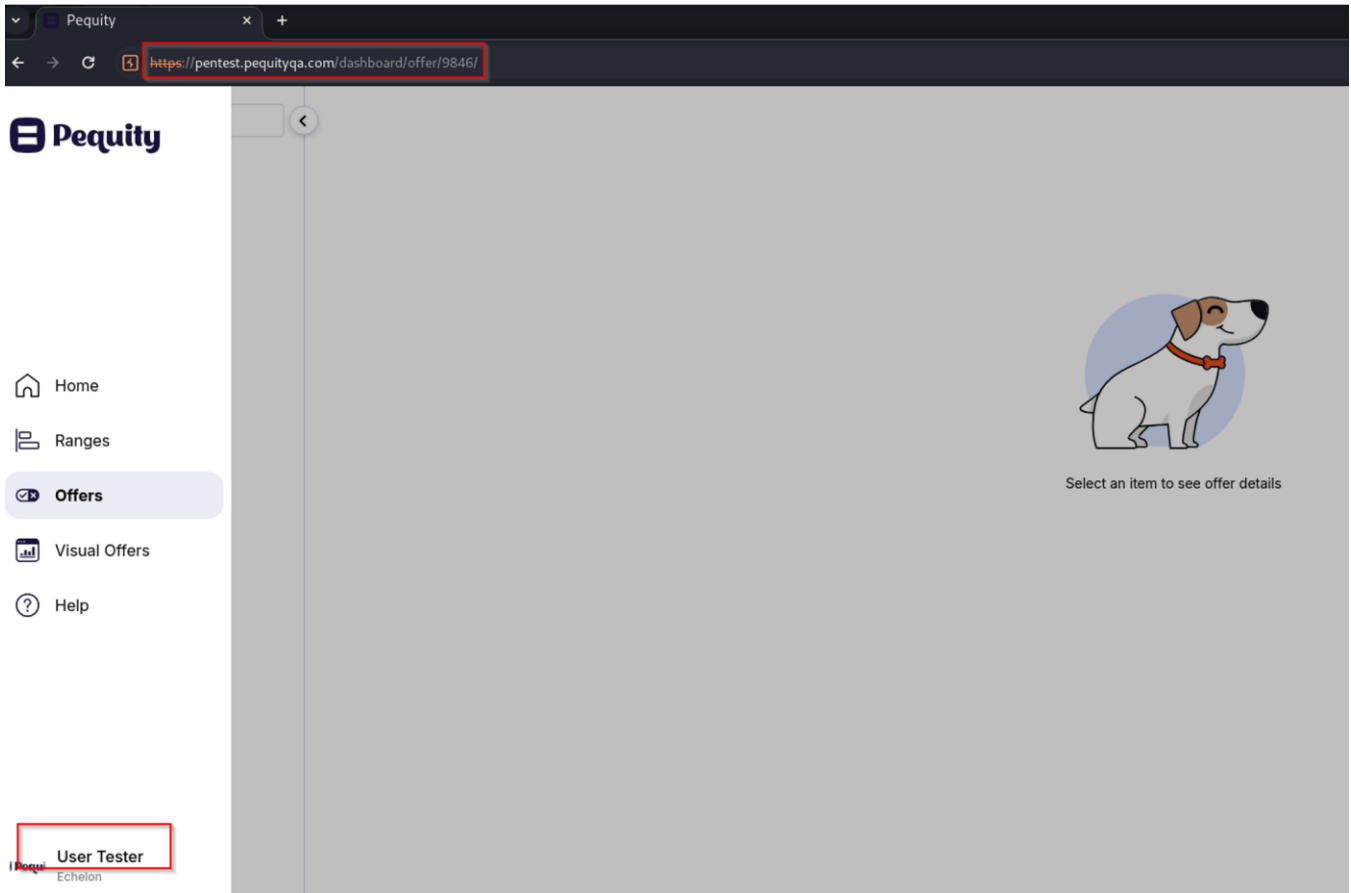 Pequity
https://pentest.pequityqa.com/dashboard/offer/9846/
Pequity
Home
Ranges
Offers
Visual Offers
Help
Select an item to see offer details
User Tester
Echelon